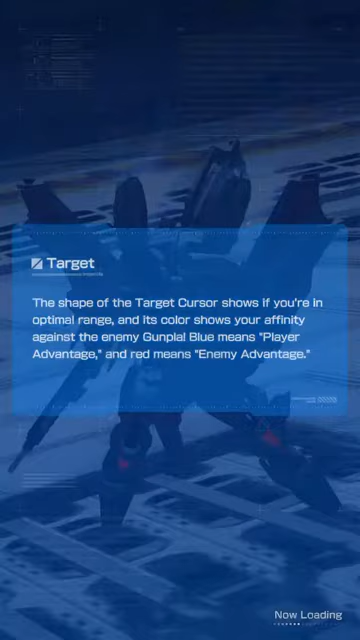 Target
The shape of the Target Cursor shows if you're in
optimal range, and its color shows your affinity
against the enemy Gunpla! Blue means "Player
Advantage," and red means "Enemy Advantage."
Now Loading